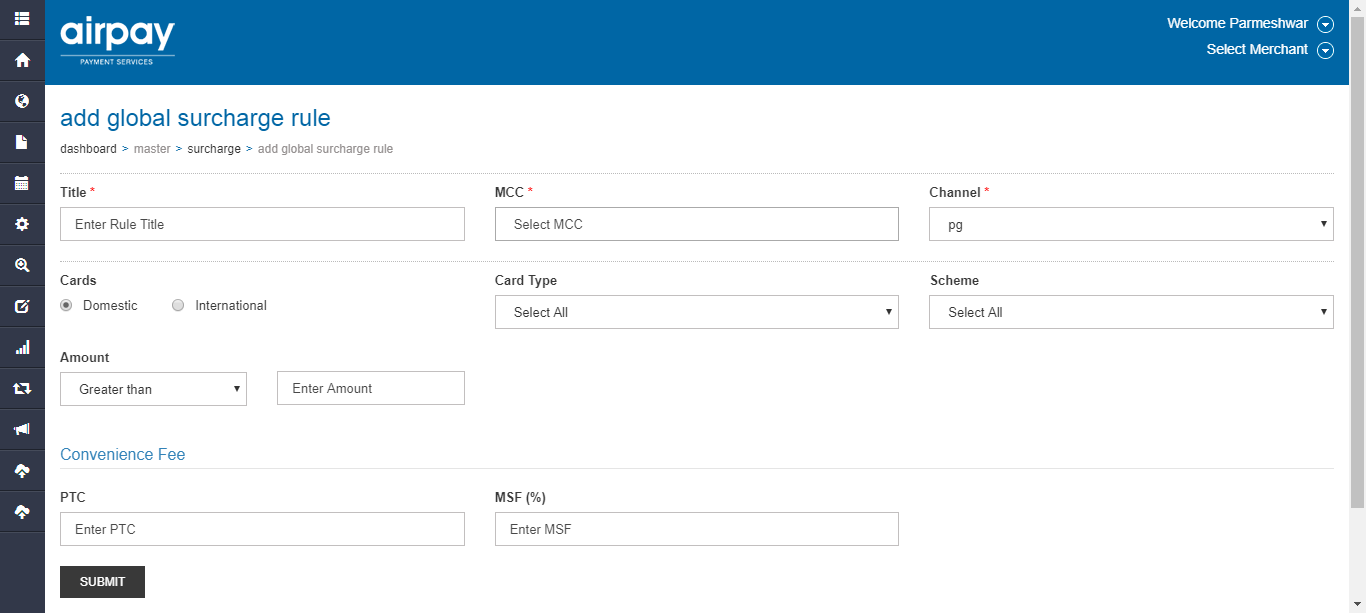 airpay
PAYMENT SERVICES
Welcome Parmeshwar
Select Merchant
add global surcharge rule
dashboard > master > surcharge > add global surcharge rule
Title * MCC * Channel *
Enter Rule Title Select MCC pg
Cards Card Type Scheme
Domestic International Select All Select All
Amount
Greater than Enter Amount
Convenience Fee
PTC MSF (%)
Enter PTC Enter MSF
SUBMIT